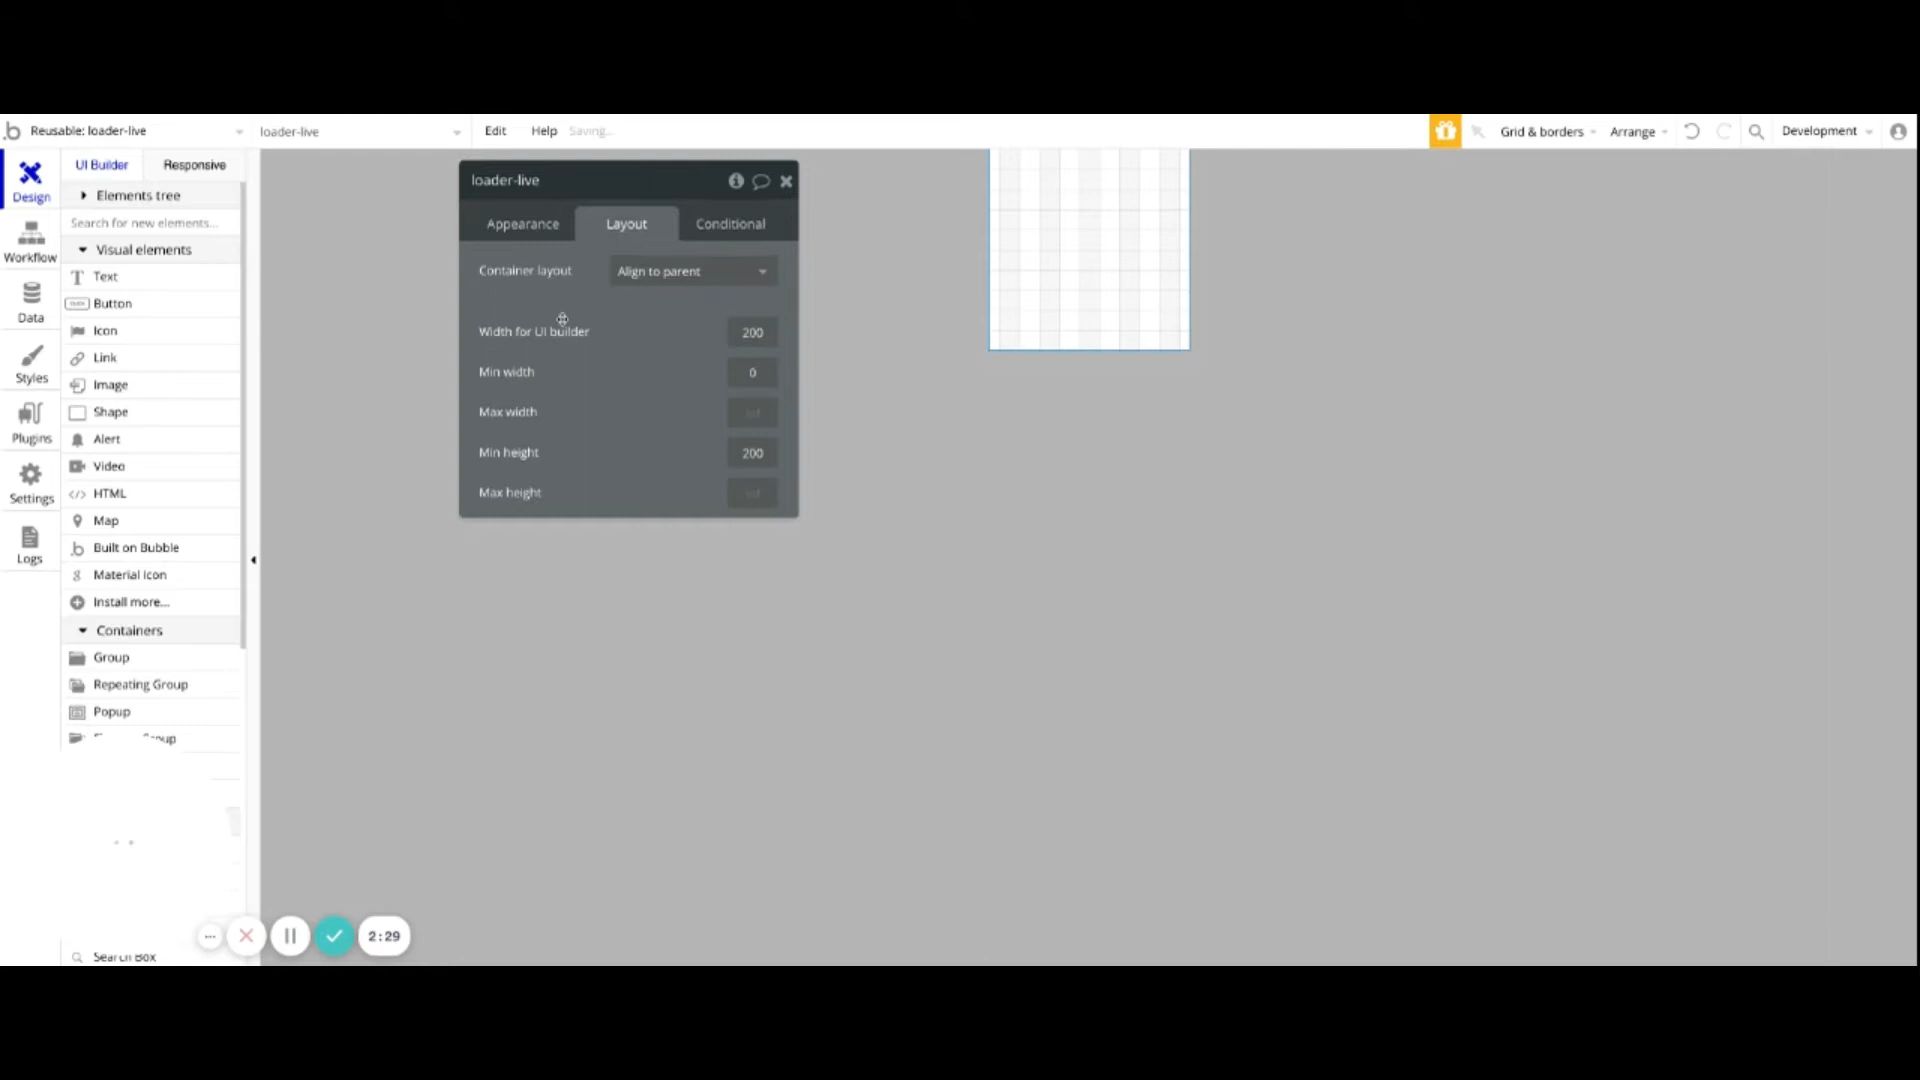 Reusable: loader-live
loader-live
Edit
Help
Saving...
Grid & borders
Arrange
Development
Design
Workflow
Data
Styles
Plugins
Settings
Logs
UI Builder
Responsive
Elements tree
Search for new elements...
Visual elements
Text
Button
Icon
Link
Image
Shape
Alert
Video
</> HTML
Map
Built on Bubble
Material Icon
Install more...
Containers
Group
Repeating Group
Popup
Search Box
loader-live
Appearance
Layout
Conditional
Container layout
Align to parent
Width for UI builder
200
Min width
0
Max width
Min height
200
Max height
2:29